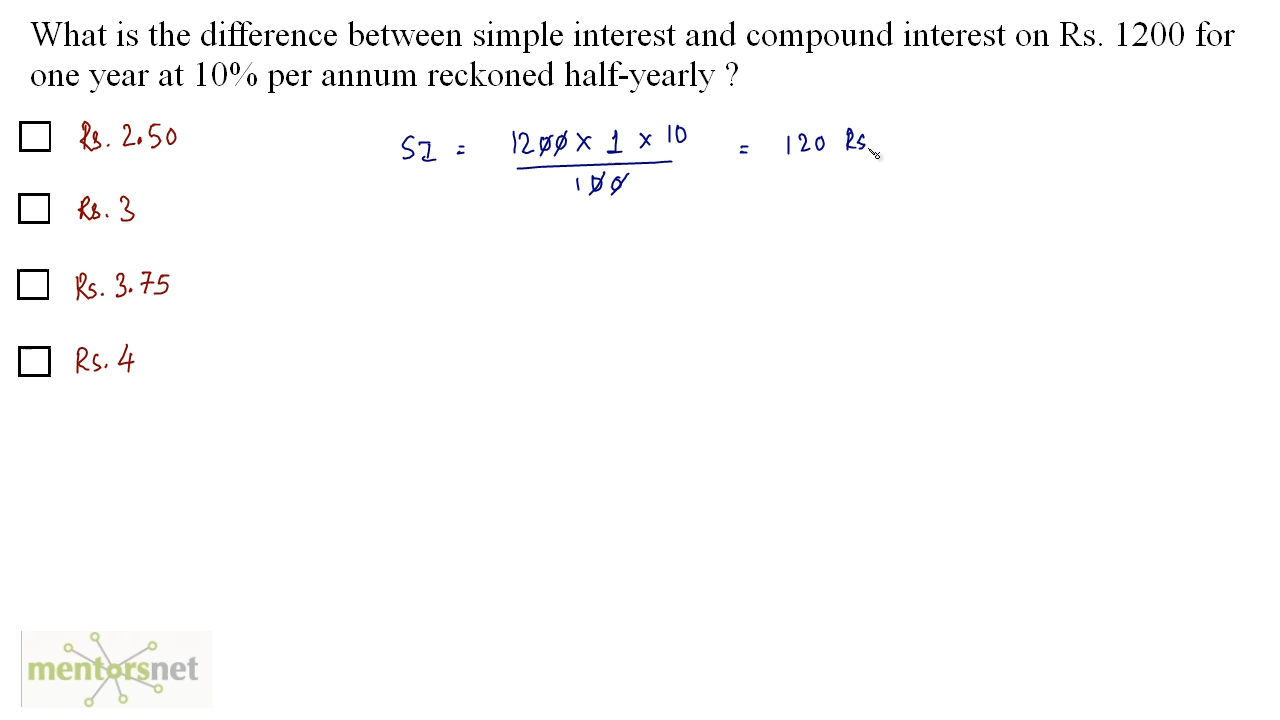 What is the difference between simple interest and compound interest on Rs. 1200 for
one year at 10% per annum reckoned half-yearly ?
Rs. 2.50
Rs. 3
Rs. 3.75
Rs. 4
SI = 1200 x 1 x 10 = 120 Rs.
100
mentorsnet